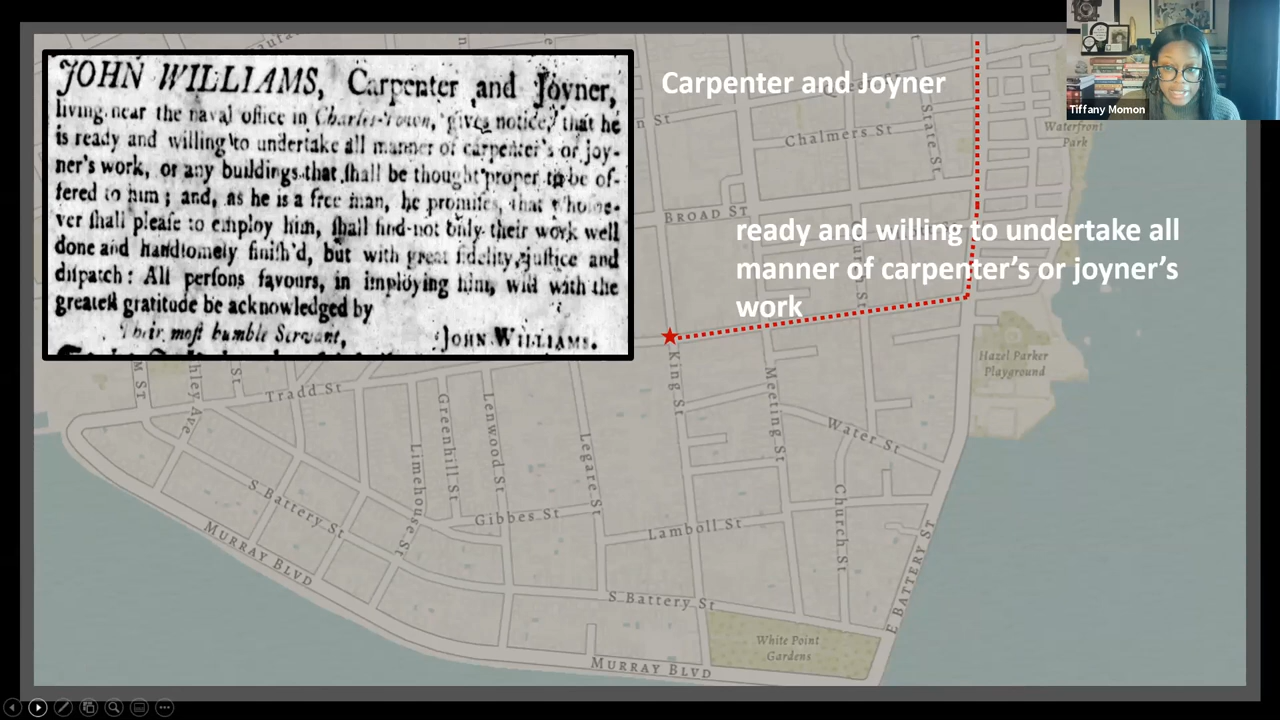 JOHN WILLIAMS, Carpenter and Joyner,
living near the naval office in Charles-Town, gives notice, that he
is ready and willing to undertake all manner of carpenter's or joy-
ner's work, or any buildings that ſhall be thought proper to be of-
fered to him; and, as he is a free man, he promiſes, that whome-
ver ſhall pleaſe to employ him, ſhall find not only their work well
done and handſomely finiſh'd, but with great fidelity, juſtice and
diſpatch: All perſons favours, in imploying him, will with the
greateſt gratitude be acknowledged by
Their moſt humble Servant, JOHN WILLIAMS.
Carpenter and Joyner
ready and willing to undertake all
manner of carpenter's or joyner's
work
Tiffany Momon
n St
Chalmers St
State St
Waterfront
Park
BROAD ST
Hazel Parker
Playground
M ST
hley Ave
St
Tradd St
King St
Meeting St
Greenhill St
Lenwood St
Legare St
Limehouse St
Water St
Church St
S Battery St
Gibbes St
Lamboll St
MURRAY BLVD
S Battery St
E BATTERY ST
White Point
Gardens
MURRAY BLVD